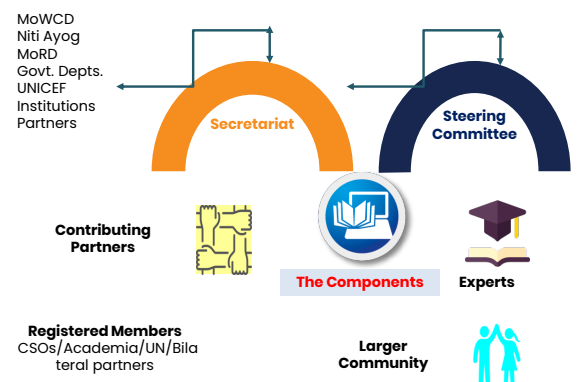 MoWCD
Niti Ayog
MoRD
Govt. Depts.
UNICEF
Institutions
Partners
Secretariat
Steering
Committee
Contributing
Partners
The Components
Experts
Registered Members
CSOs/Academia/UN/Bila
teral partners
Larger
Community